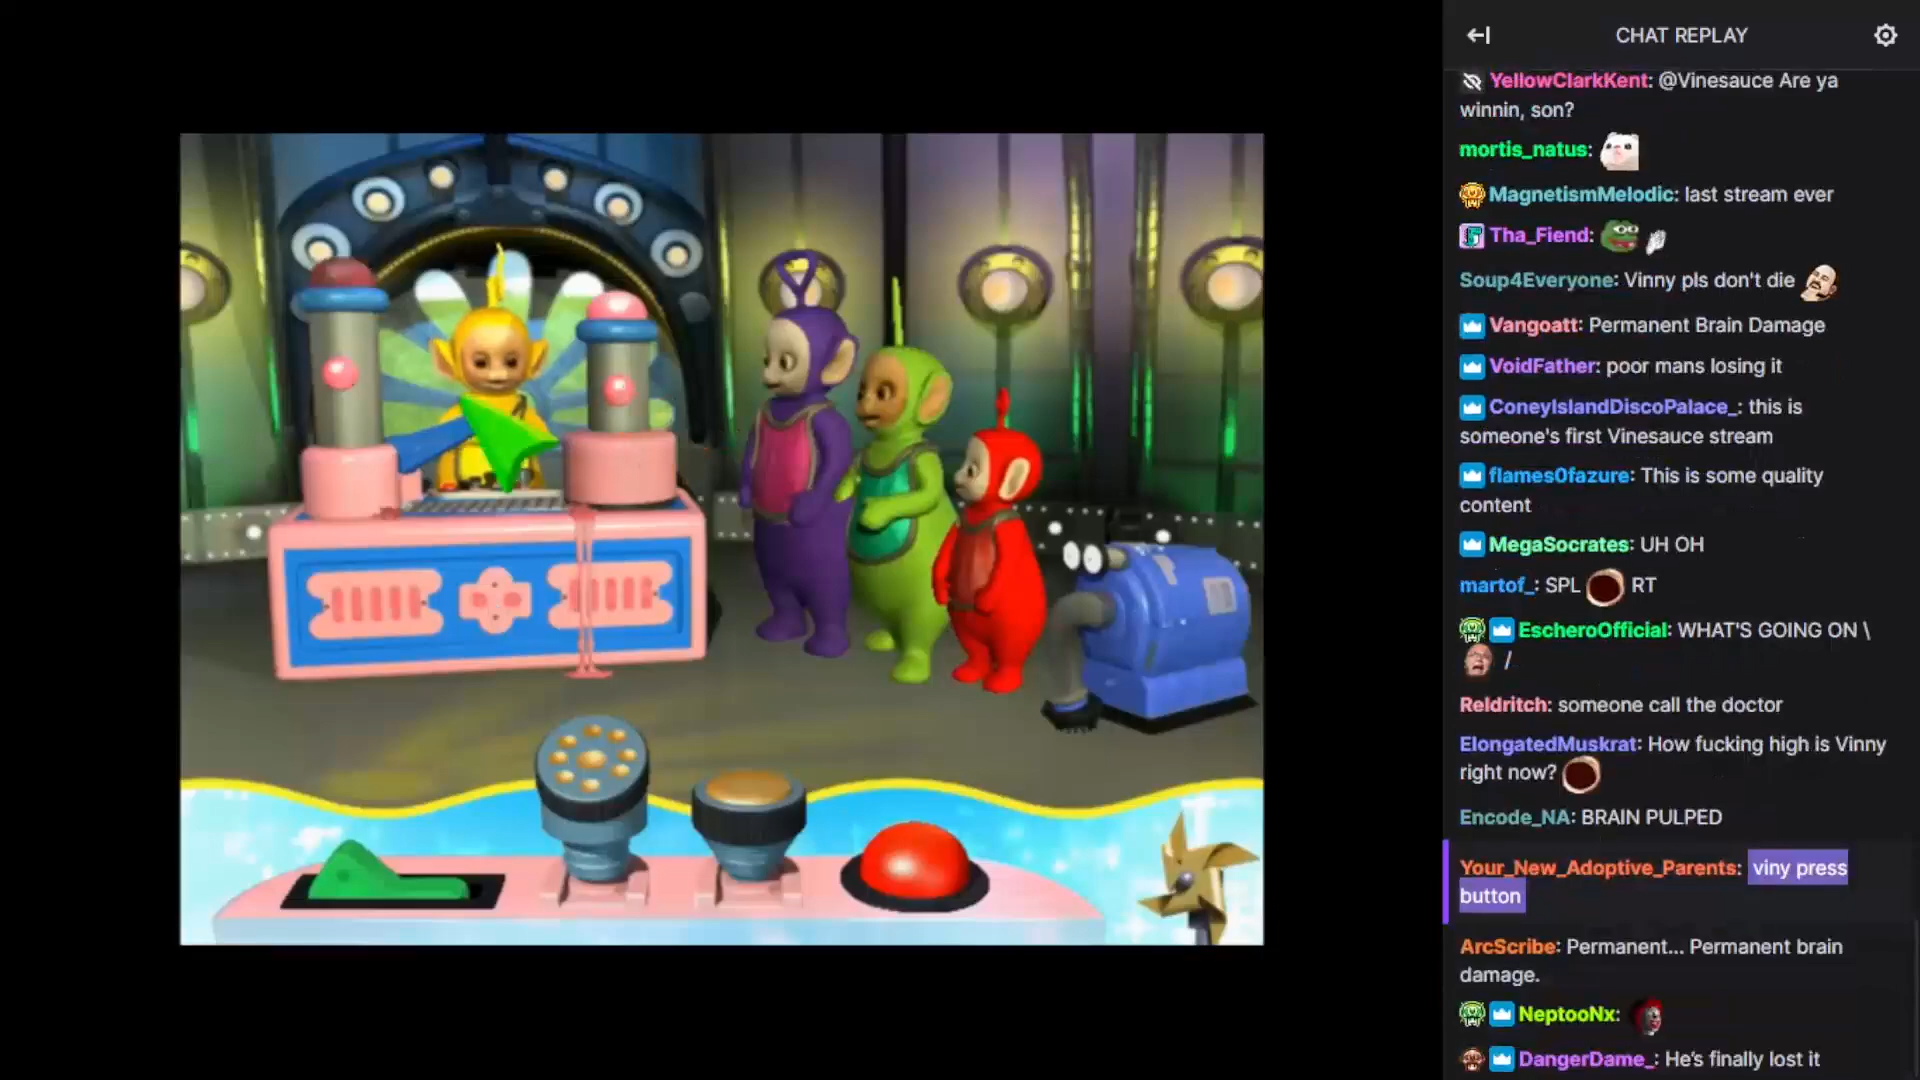 CHAT REPLAY
YellowClarkKent: @Vinesauce Are ya
winnin, son?
mortis_natus:
MagnetismMelodic: last stream ever
Tha_Fiend:
Soup4Everyone: Vinny pls don't die
Vangoatt: Permanent Brain Damage
VoidFather: poor mans losing it
ConeyIslandDiscoPalace_: this is
someone's first Vinesauce stream
flames0fazure: This is some quality
content
MegaSocrates: UH OH
martof_: SPL RT
EscheroOfficial: WHAT'S GOING ON \
/
Reldritch: someone call the doctor
ElongatedMuskrat: How fucking high is Vinny
right now?
Encode_NA: BRAIN PULPED
Your_New_Adoptive_Parents: viny press
button
ArcScribe: Permanent... Permanent brain
damage.
NeptooNx:
DangerDame_: He's finally lost it